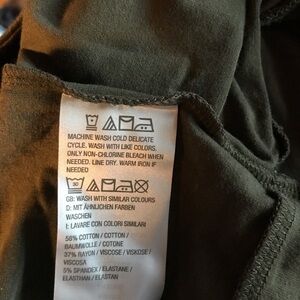 MACHINE WASH COLD DELICATE
CYCLE. WASH WITH LIKE COLORS.
ONLY NON-CHLORINE BLEACH WHEN
NEEDED. LINE DRY. WARM IRON IF
NEEDED
30
GB: WASH WITH SIMILAR COLOURS
D: MIT ÄHNLICHEN FARBEN
WASCHEN
I: LAVARE CON COLORI SIMILARI
58% COTTON / COTTON /
BAUMWOLLE / COTONE
37% RAYON / VISCOSE / VISKOSE /
VISCOSA
5% SPANDEX / ELASTANE /
ELASTHAN / ELASTAN